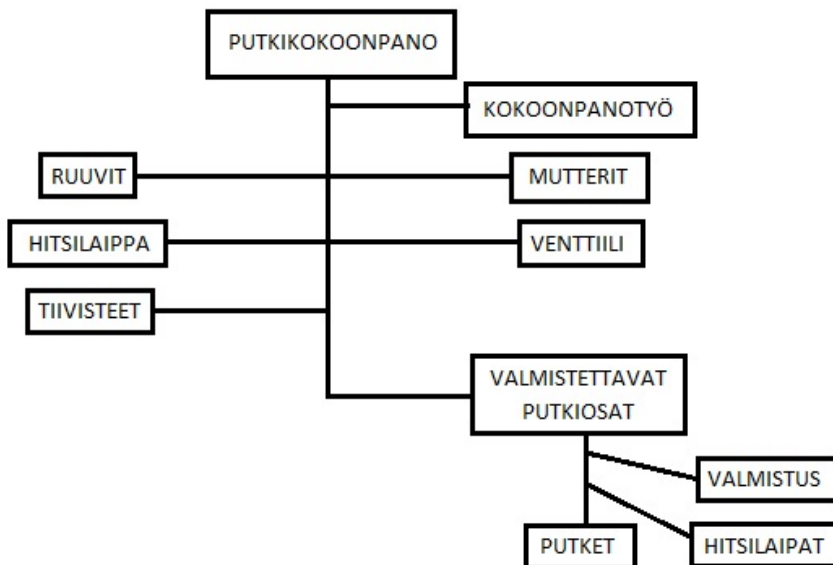 PUTKIKOKOONPANO
KOKOONPANOTYÖ
RUUVIT
MUTTERIT
HITSILAIPPA
VENTTIILI
TIIVISTEET
VALMISTETTAVAT
PUTKIOSAT
VALMISTUS
PUTKET
HITSILAIPAT